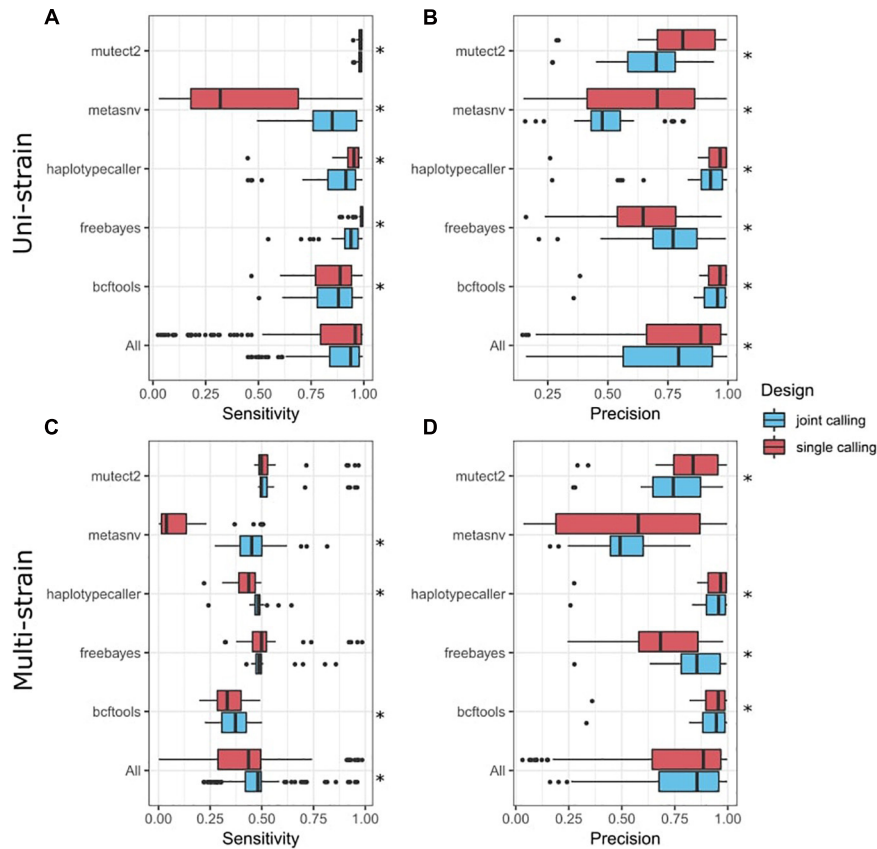 A
B
Uni-strain
mutect2
*
mutect2
*
metasnv
*
metasnv
*
haplotypecaller
*
haplotypecaller
*
freebayes
*
freebayes
*
bcftools
*
bcftools
*
All
All
*
0.00 0.25 0.50 0.75 1.00
0.25 0.50 0.75 1.00
Sensitivity
Precision
Design
joint calling
single calling
C
D
Multi-strain
mutect2
mutect2
*
metasnv
*
metasnv
haplotypecaller
*
haplotypecaller
*
freebayes
freebayes
*
bcftools
*
bcftools
*
All
*
All
0.00 0.25 0.50 0.75 1.00
0.00 0.25 0.50 0.75 1.00
Sensitivity
Precision